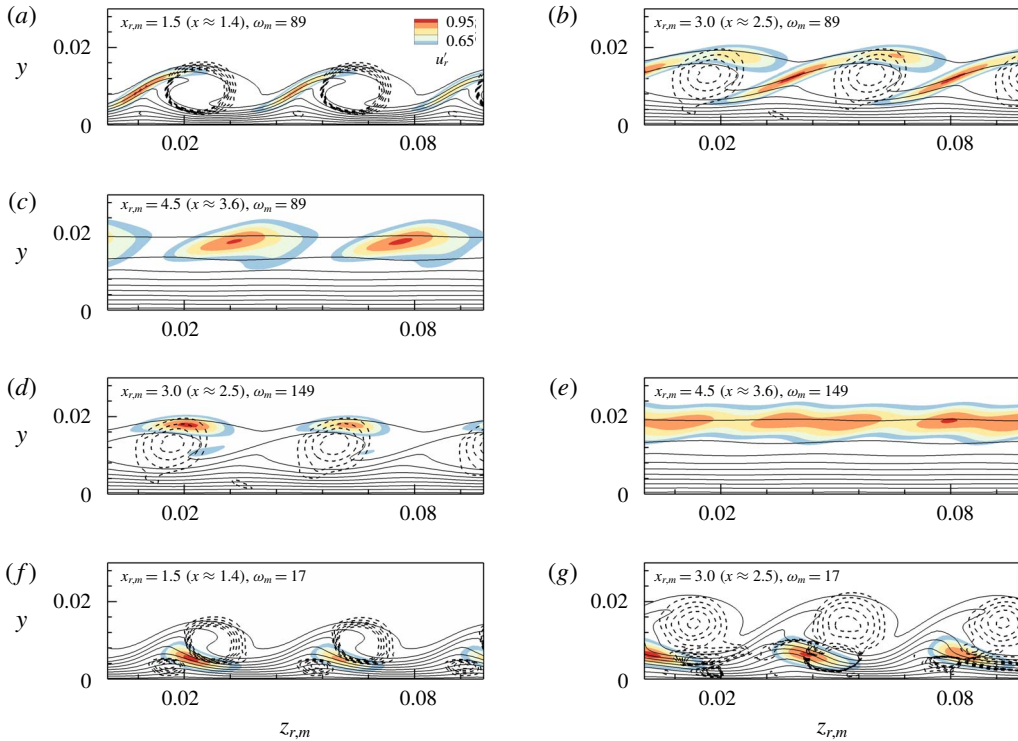 (a) x_{r,m} = 1.5 (x ≈ 1.4), ω_m = 89
0.95
0.65
u′_r
0.02
y
0
0.02 0.08
(b) x_{r,m} = 3.0 (x ≈ 2.5), ω_m = 89
0.02
0
0.02 0.08
(c) x_{r,m} = 4.5 (x ≈ 3.6), ω_m = 89
0.02
y
0
0.02 0.08
(d) x_{r,m} = 3.0 (x ≈ 2.5), ω_m = 149
0.02
y
0
0.02 0.08
(e) x_{r,m} = 4.5 (x ≈ 3.6), ω_m = 149
0.02
0
0.02 0.08
(f) x_{r,m} = 1.5 (x ≈ 1.4), ω_m = 17
0.02
y
0
0.02 0.08
z_{r,m}
(g) x_{r,m} = 3.0 (x ≈ 2.5), ω_m = 17
0.02
0
0.02 0.08
z_{r,m}